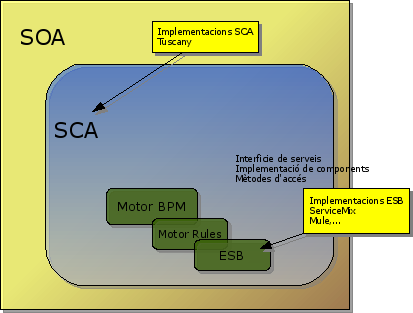 SOA
Implementacions SCA
Tuscany
SCA
Interfície de serveis
Implementació de components
Mètodes d'accés
Motor BPM
Implementacions ESB
ServiceMix
Mule,...
Motor Rules
ESB